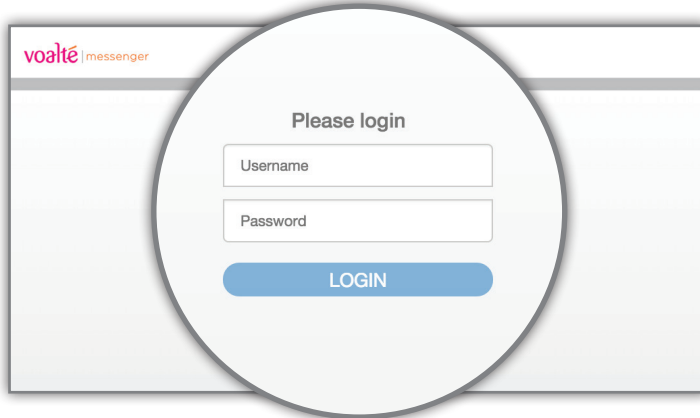 voalté | messenger
Please login
Username
Password
LOGIN